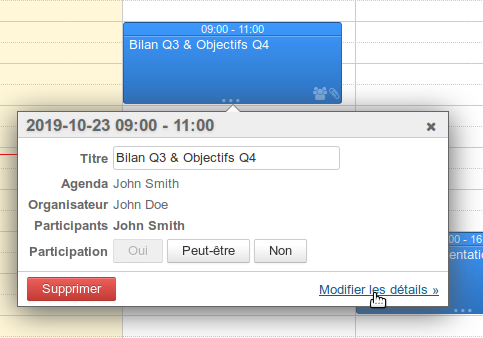 09:00 - 11:00
Bilan Q3 & Objectifs Q4
2019-10-23 09:00 - 11:00
Titre Bilan Q3 & Objectifs Q4
Agenda John Smith
Organisateur John Doe
Participants John Smith
Participation Oui Peut-être Non
Supprimer Modifier les détails »
00 - 16
entatic